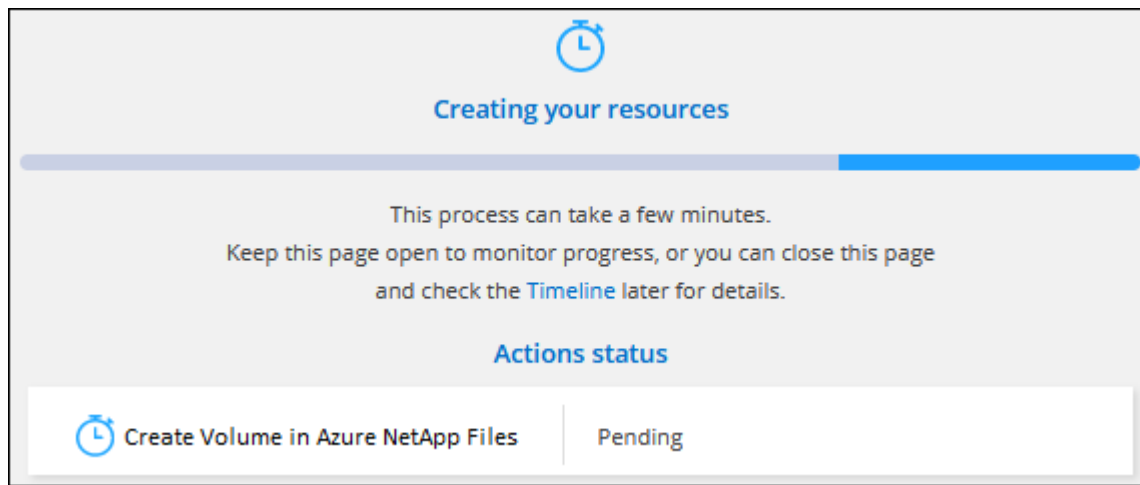 Creating your resources
This process can take a few minutes.
Keep this page open to monitor progress, or you can close this page
and check the Timeline later for details.
Actions status
Create Volume in Azure NetApp Files
Pending